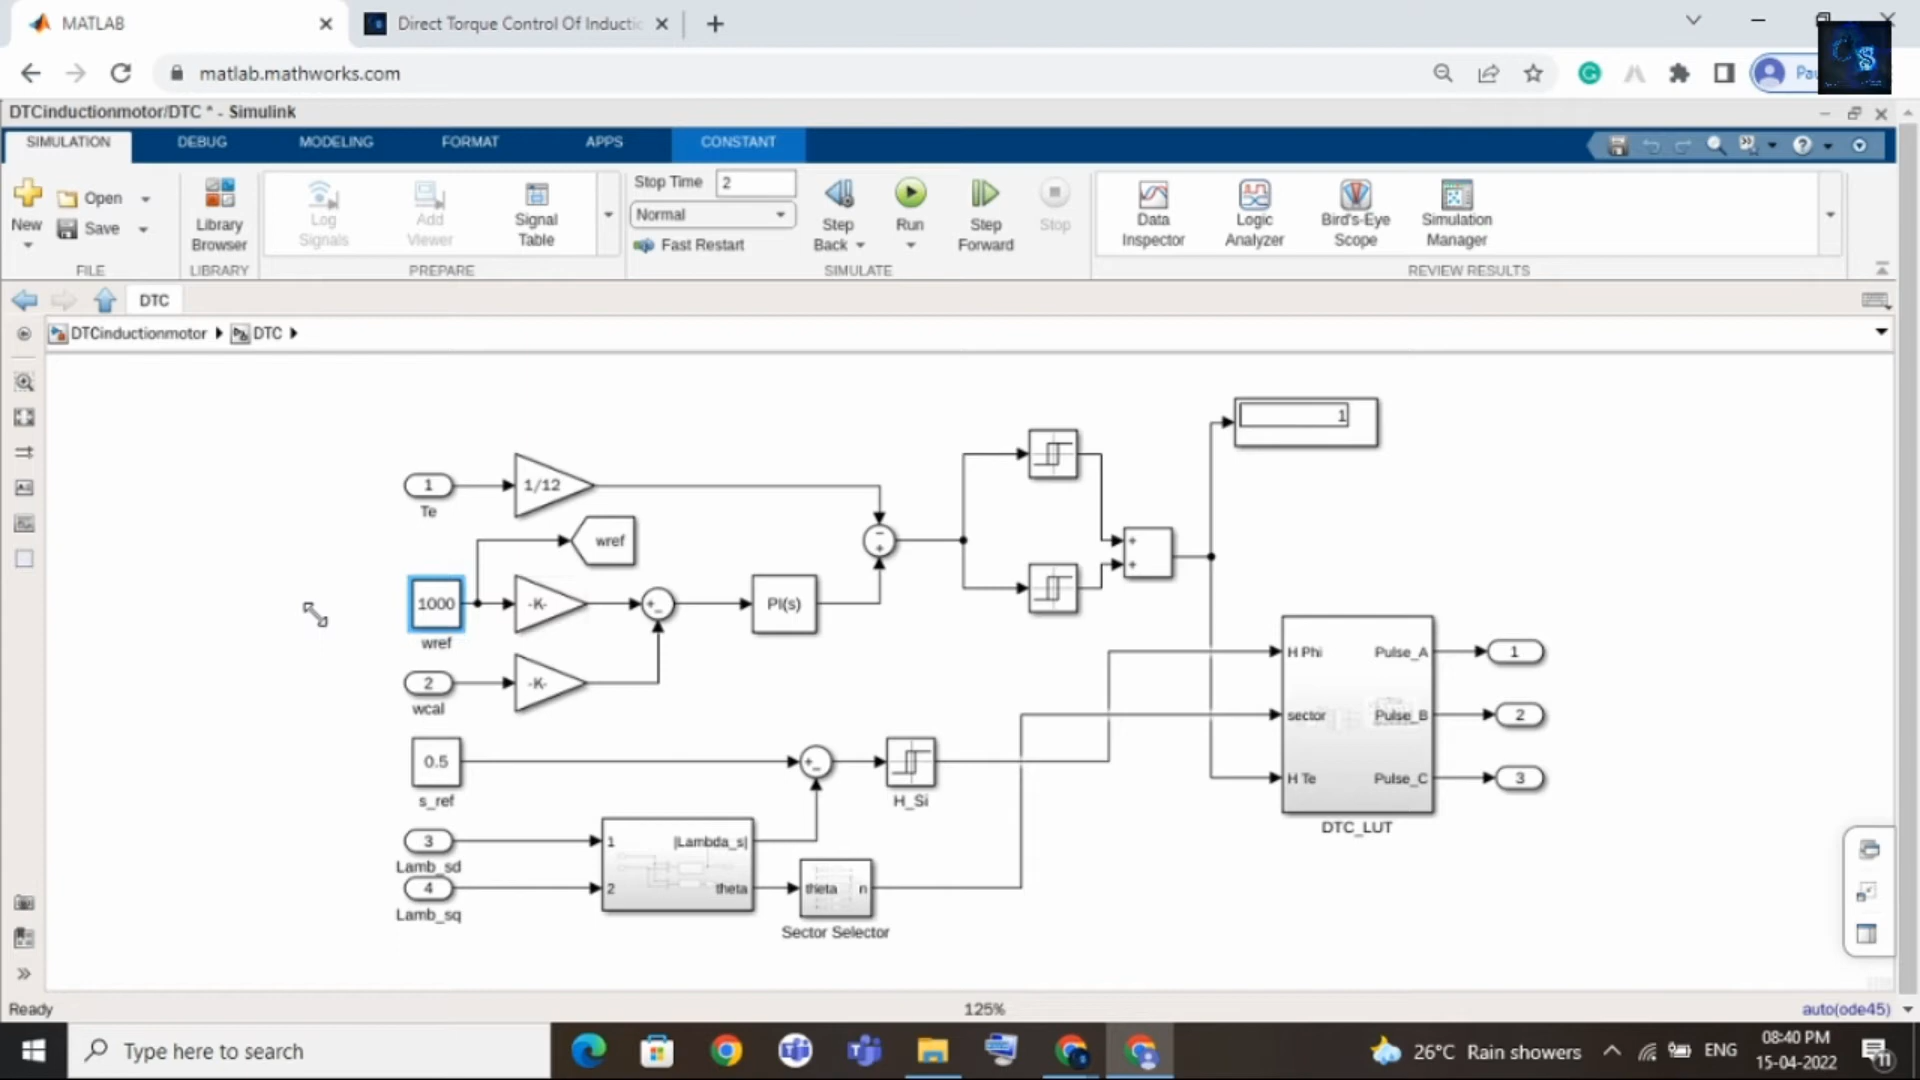 MATLAB
Direct Torque Control Of Inductio
matlab.mathworks.com
DTCinductionmotor/DTC * - Simulink
SIMULATION
DEBUG
MODELING
FORMAT
APPS
CONSTANT
New
Open
Save
FILE
Library
Browser
LIBRARY
Log
Signals
Add
Viewer
Signal
Table
PREPARE
Stop Time
2
Normal
Fast Restart
Step
Back
Run
Step
Forward
Stop
SIMULATE
Data
Inspector
Logic
Analyzer
Bird's-Eye
Scope
Simulation
Manager
REVIEW RESULTS
DTC
DTCinductionmotor
DTC
1
1
Te
1/12
wref
1000
wref
-K-
+
-
PI(s)
-
+
+
+
2
wcal
-K-
0.5
s_ref
+
-
H_Si
3
Lamb_sd
4
Lamb_sq
1
|Lambda_s|
2
theta
theta
n
Sector Selector
H Phi
Pulse_A
sector
Pulse_B
H Te
Pulse_C
DTC_LUT
1
2
3
Ready
125%
auto(ode45)
Type here to search
26°C Rain showers
ENG
08:40 PM
15-04-2022
11